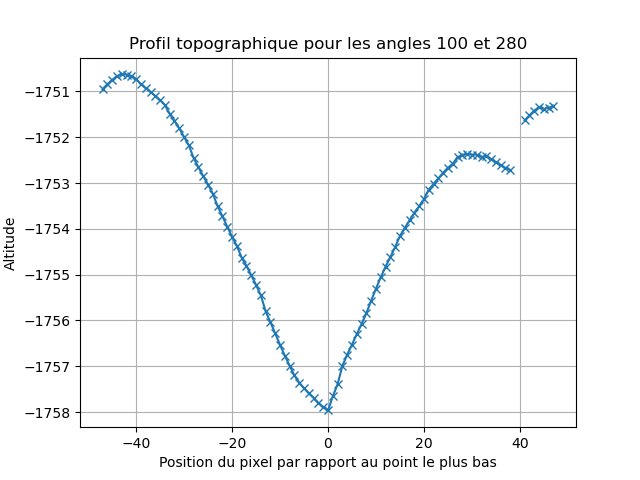 Profil topographique pour les angles 100 et 280
−1751
−1752
−1753
−1754
−1755
−1756
−1757
−1758
Altitude
−40 −20 0 20 40
Position du pixel par rapport au point le plus bas